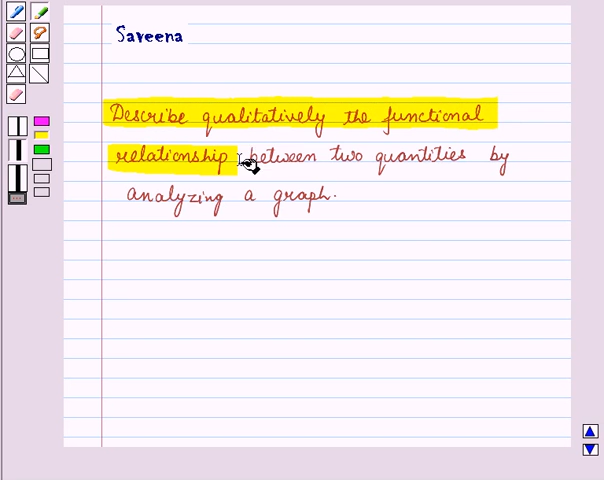 Saveena
Describe qualitatively the functional
relationship between two quantities by
analyzing a graph.